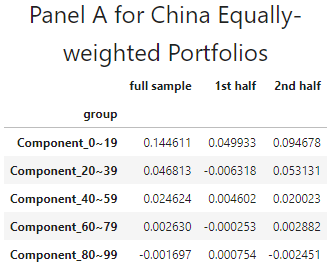 Panel A for China Equally-
weighted Portfolios
full sample 1st half 2nd half
group
Component_0~19 0.144611 0.049933 0.094678
Component_20~39 0.046813 -0.006318 0.053131
Component_40~59 0.024624 0.004602 0.020023
Component_60~79 0.002630 -0.000253 0.002882
Component_80~99 -0.001697 0.000754 -0.002451